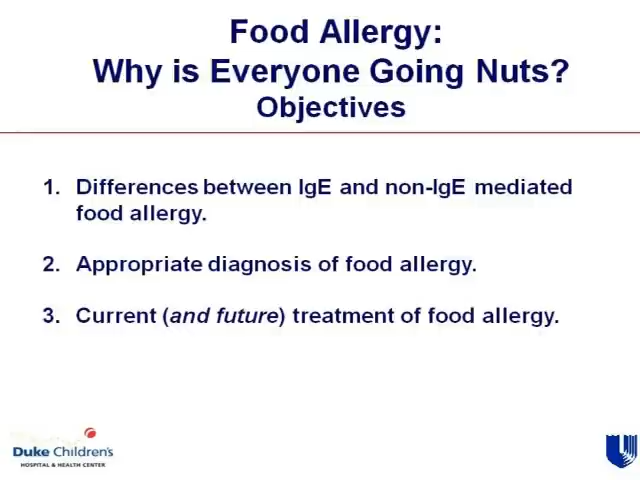 Food Allergy:
Why is Everyone Going Nuts?
Objectives
1. Differences between IgE and non-IgE mediated
food allergy.
2. Appropriate diagnosis of food allergy.
3. Current (and future) treatment of food allergy.
Duke Children's
HOSPITAL & HEALTH CENTER